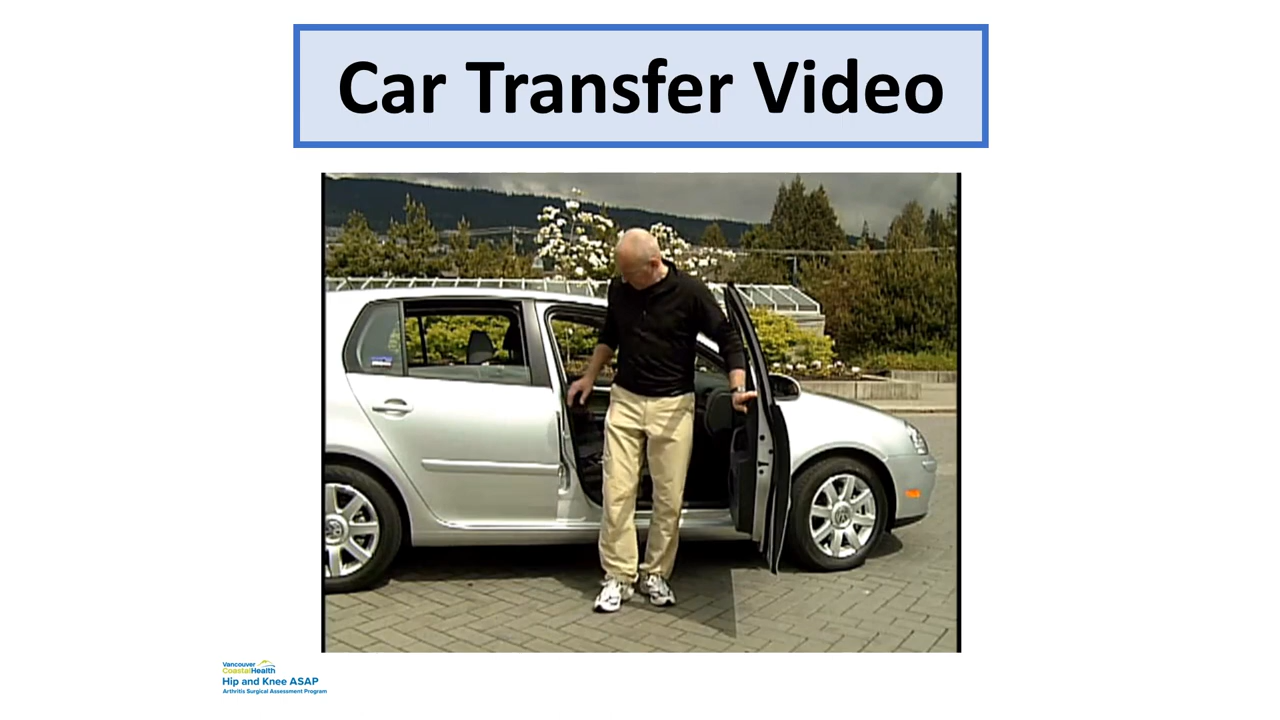 Car Transfer Video
Vancouver
CoastalHealth
Hip and Knee ASAP
Arthritis Surgical Assessment Program